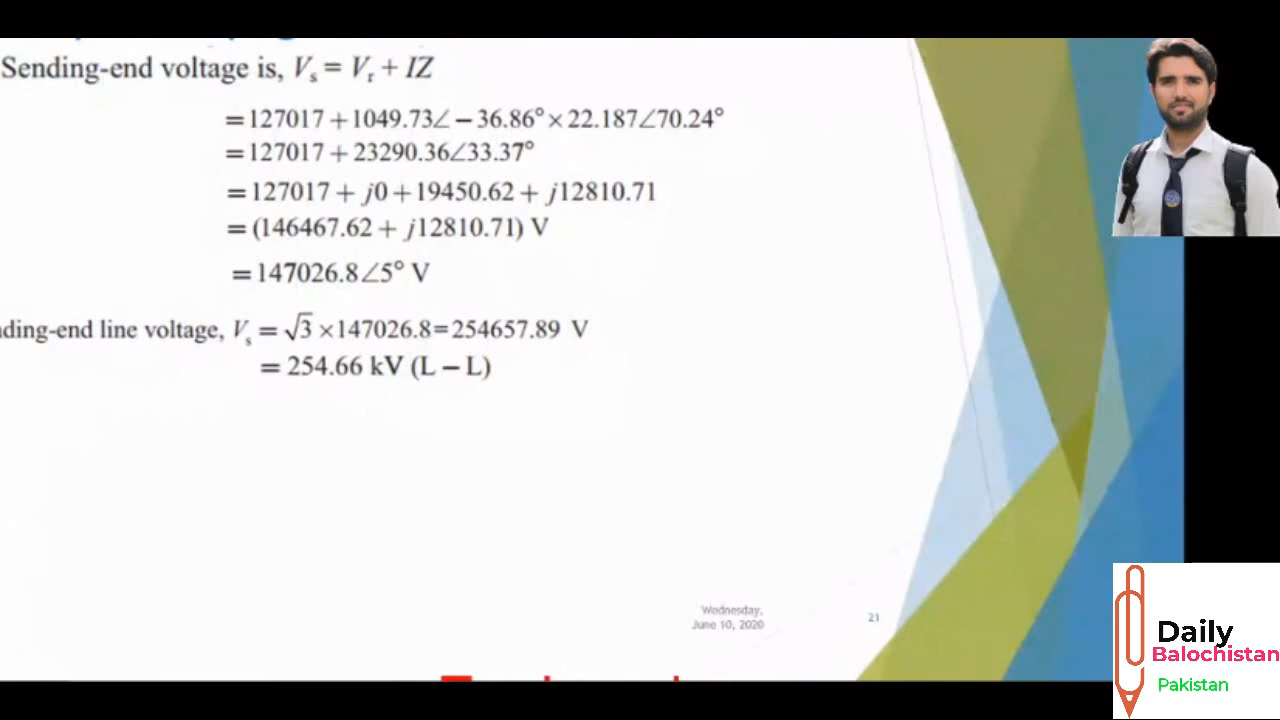 Sending-end voltage is, Vs = Vr + IZ
= 127017 + 1049.73∠ − 36.86° × 22.187∠70.24°
= 127017 + 23290.36∠33.37°
= 127017 + j0 + 19450.62 + j12810.71
= (146467.62 + j12810.71) V
= 147026.8∠5° V
line voltage, Vs = √3 ×147026.8=254657.89 V
= 254.66 kV (L − L)
Wednesday,
June 10, 2020
21
Daily
Balochistan
Pakistan